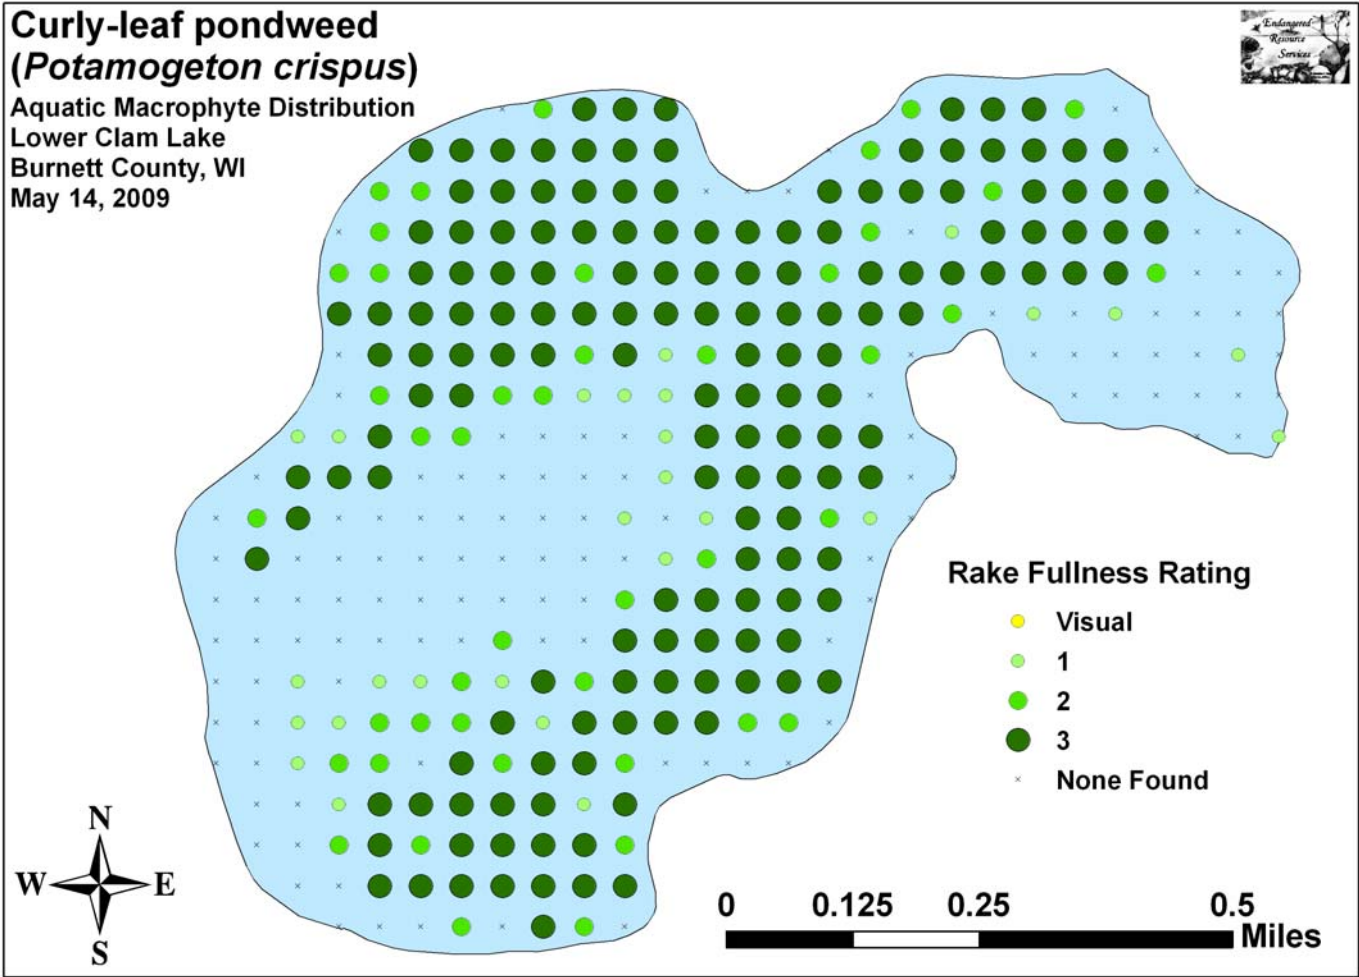 Curly-leaf pondweed
(Potamogeton crispus)
Aquatic Macrophyte Distribution
Lower Clam Lake
Burnett County, WI
May 14, 2009
Endangered
Resource
Services
Rake Fullness Rating
Visual
1
2
3
None Found
N
W E
S
0 0.125 0.25 0.5
Miles